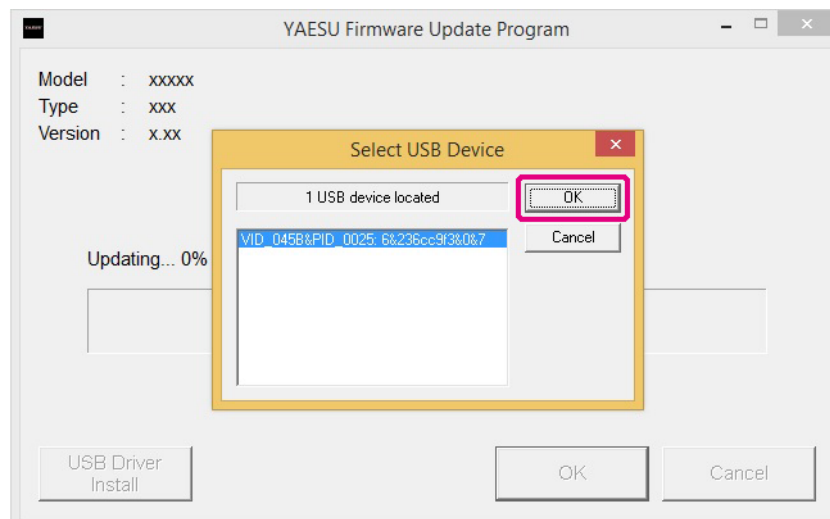 YAESU Firmware Update Program
Model : xxxxx
Type : xxx
Version : x.xx
Select USB Device
1 USB device located
OK
VID_045B&PID_0025: 6&236cc9f3&0&7
Cancel
Updating... 0%
USB Driver
Install
OK
Cancel